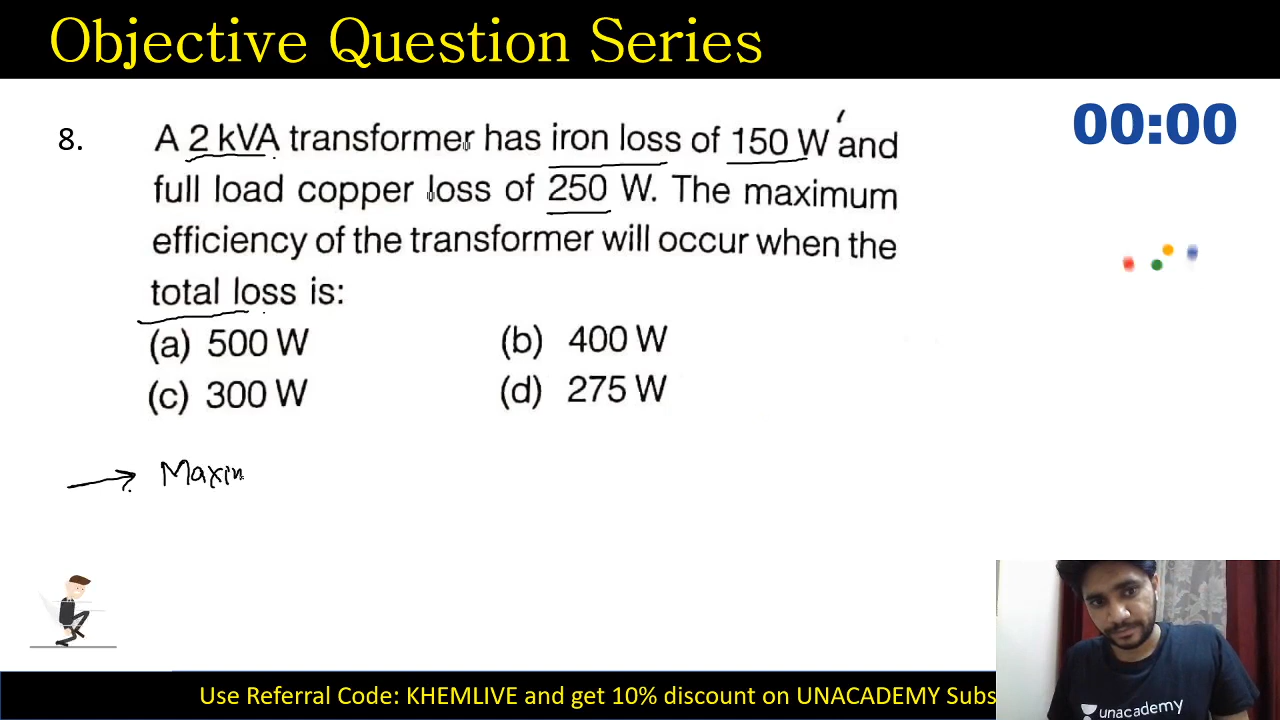 Objective Question Series
00:00
8. A 2 kVA transformer has iron loss of 150 W and
full load copper loss of 250 W. The maximum
efficiency of the transformer will occur when the
total loss is:
(a) 500 W (b) 400 W
(c) 300 W (d) 275 W
Maxim
unacademy
Use Referral Code: KHEMLIVE and get 10% discount on UNACADEMY Subs